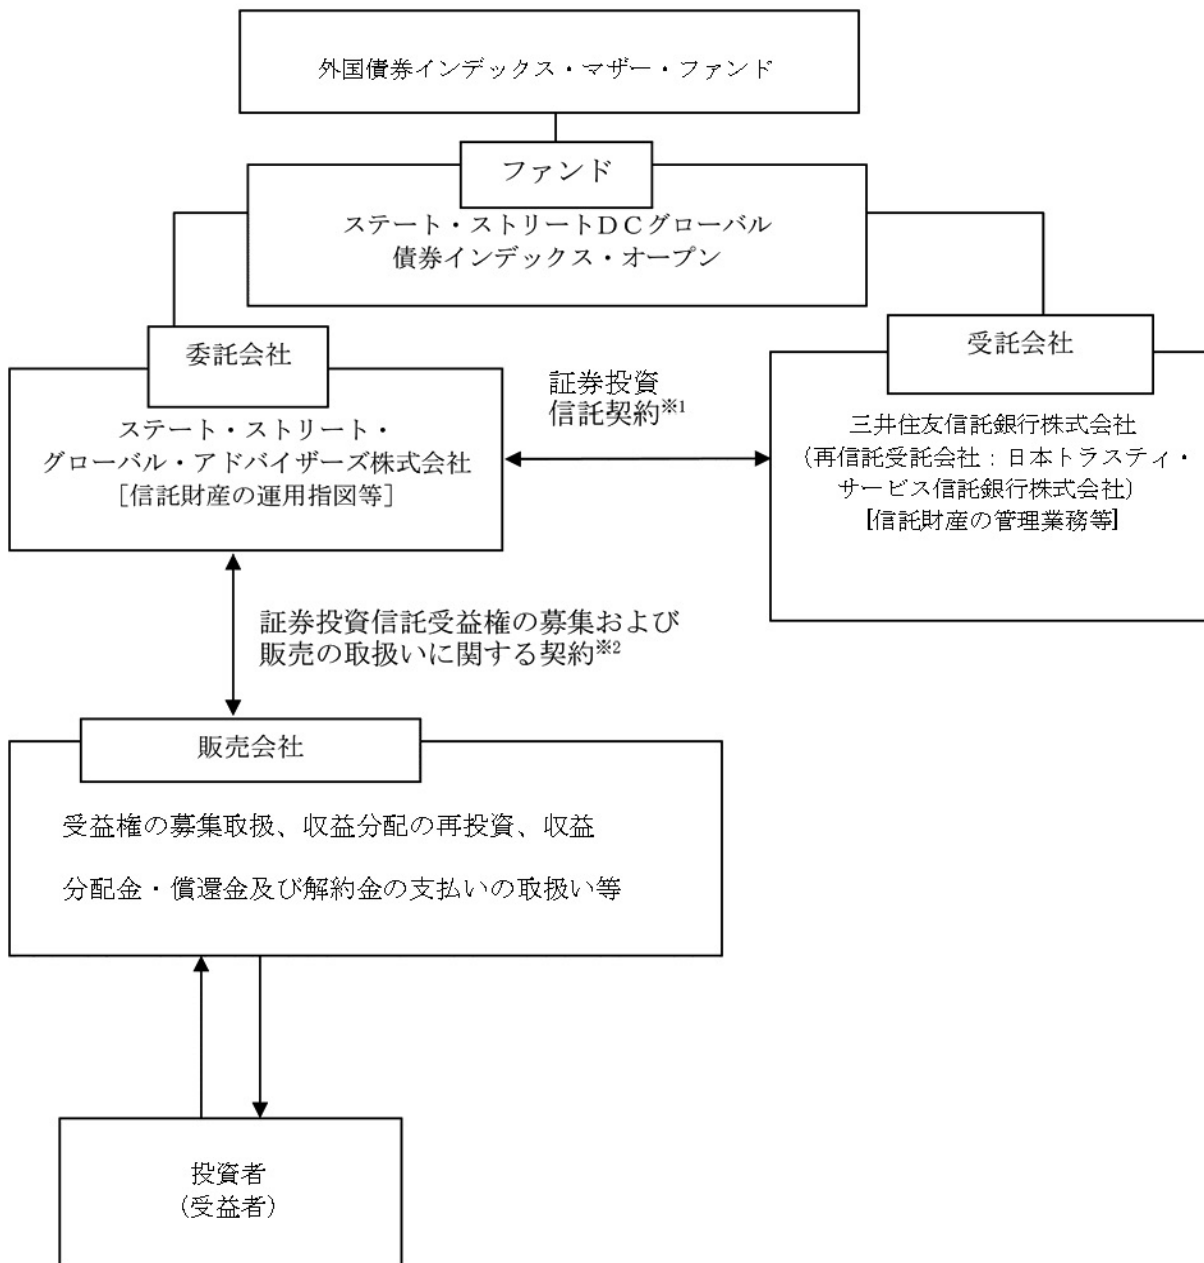 外国債券インデックス・マザー・ファンド
ファンド
ステート・ストリートＤＣグローバル
債券インデックス・オープン
委託会社
ステート・ストリート・
グローバル・アドバイザーズ株式会社
［信託財産の運用指図等］
証券投資
信託契約※1
受託会社
三井住友信託銀行株式会社
（再信託受託会社：日本トラスティ・
サービス信託銀行株式会社）
[信託財産の管理業務等]
証券投資信託受益権の募集および
販売の取扱いに関する契約※2
販売会社
受益権の募集取扱、収益分配の再投資、収益
分配金・償還金及び解約金の支払いの取扱い等
投資者
（受益者）